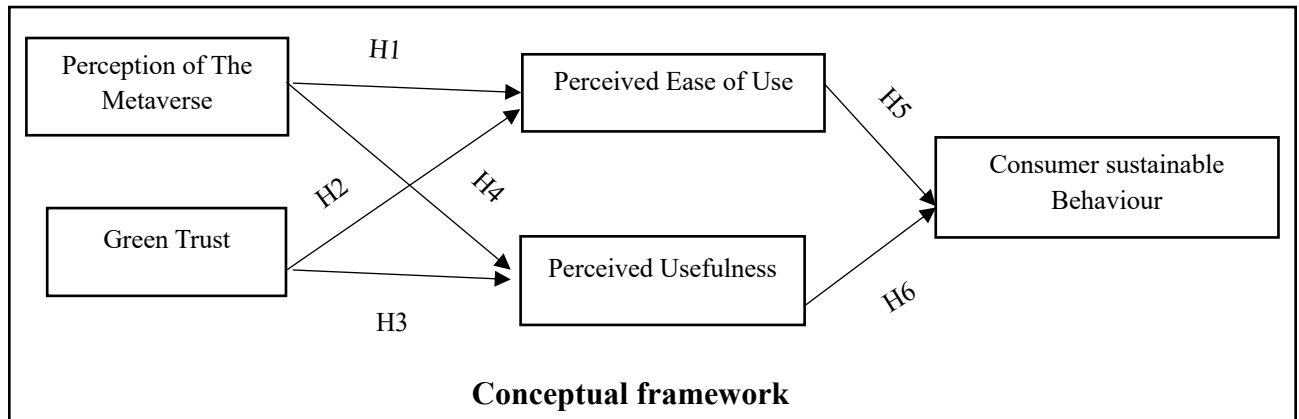 H1
Perception of The
Metaverse
Perceived Ease of Use
H5
H2
H4
Consumer sustainable
Behaviour
Green Trust
Perceived Usefulness
H3
H6
Conceptual framework